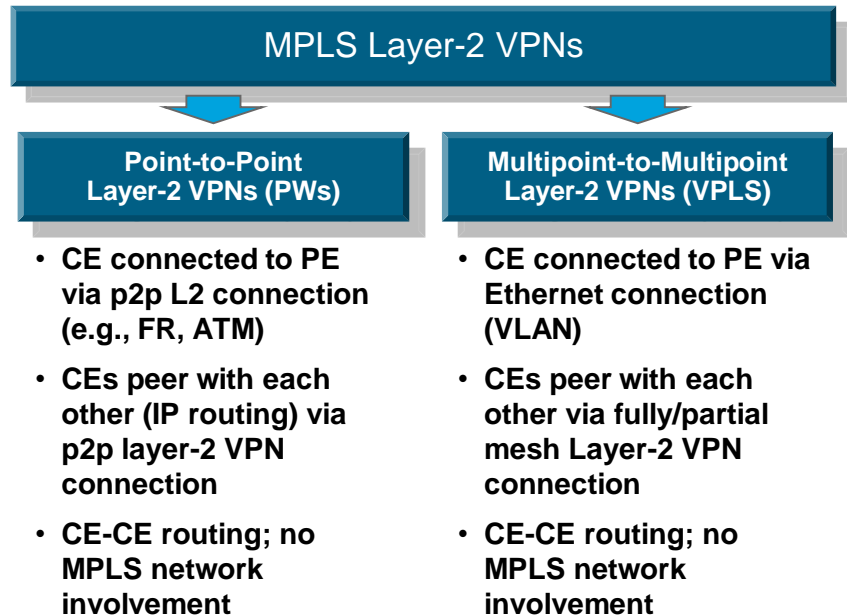 MPLS Layer-2 VPNs
Point-to-Point
Layer-2 VPNs (PWs)
• CE connected to PE
via p2p L2 connection
(e.g., FR, ATM)
• CEs peer with each
other (IP routing) via
p2p layer-2 VPN
connection
• CE-CE routing; no
MPLS network
involvement
Multipoint-to-Multipoint
Layer-2 VPNs (VPLS)
• CE connected to PE via
Ethernet connection
(VLAN)
• CEs peer with each
other via fully/partial
mesh Layer-2 VPN
connection
• CE-CE routing; no
MPLS network
involvement